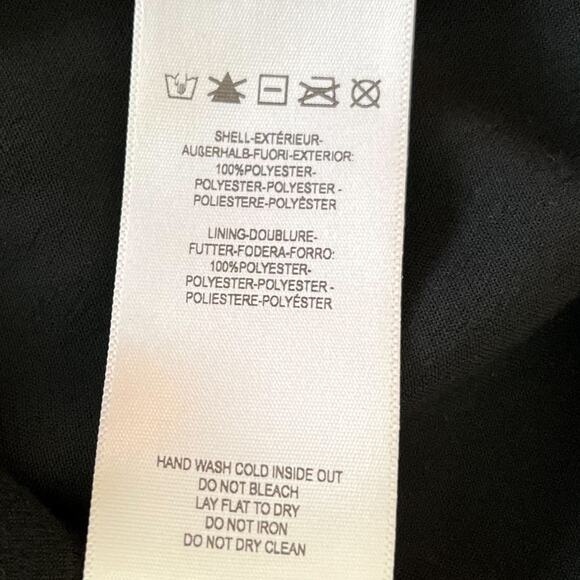 SHELL-EXTÉRIEUR-
AUßERHALB-FUORI-EXTERIOR:
100%POLYESTER-
POLYESTER-POLYESTER -
POLIESTERE-POLYÉSTER
LINING-DOUBLURE-
FUTTER-FODERA-FORRO:
100%POLYESTER-
POLYESTER-POLYESTER -
POLIESTERE-POLYÉSTER
HAND WASH COLD INSIDE OUT
DO NOT BLEACH
LAY FLAT TO DRY
DO NOT IRON
DO NOT DRY CLEAN